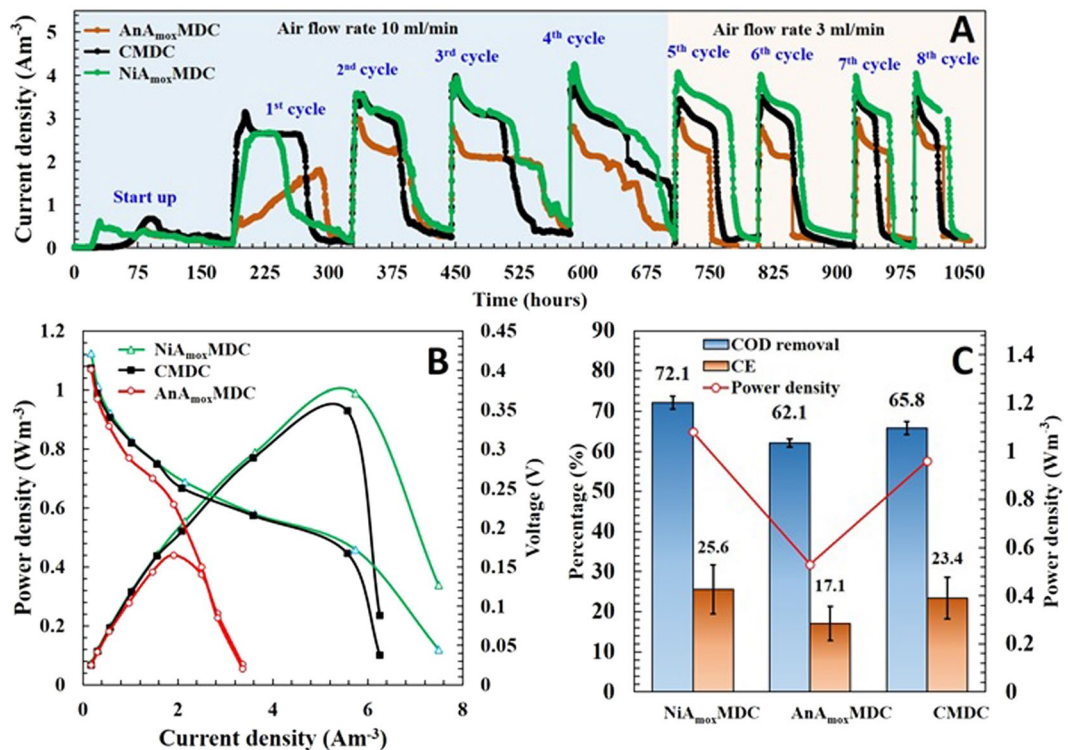 A
Air flow rate 10 ml/min
Air flow rate 3 ml/min
AnAmoxMDC
CMDC
NiAmoxMDC
Start up
1st cycle
2nd cycle
3rd cycle
4th cycle
5th cycle
6th cycle
7th cycle
8th cycle
Current density (Am-3)
5
4
3
2
1
0
0 75 150 225 300 375 450 525 600 675 750 825 900 975 1050
Time (hours)
B
NiAmoxMDC
CMDC
AnAmoxMDC
Power density (Wm-3)
1.2
1
0.8
0.6
0.4
0.2
0
Voltage (V)
0.45
0.4
0.35
0.3
0.25
0.2
0.15
0.1
0.05
0
0 2 4 6 8
Current density (Am-3)
C
COD removal
CE
Power density
72.1
62.1
65.8
25.6
17.1
23.4
Percentage (%)
90
80
70
60
50
40
30
20
10
0
Power density (Wm-3)
1.4
1.2
1
0.8
0.6
0.4
0.2
0
NiAmoxMDC AnAmoxMDC CMDC